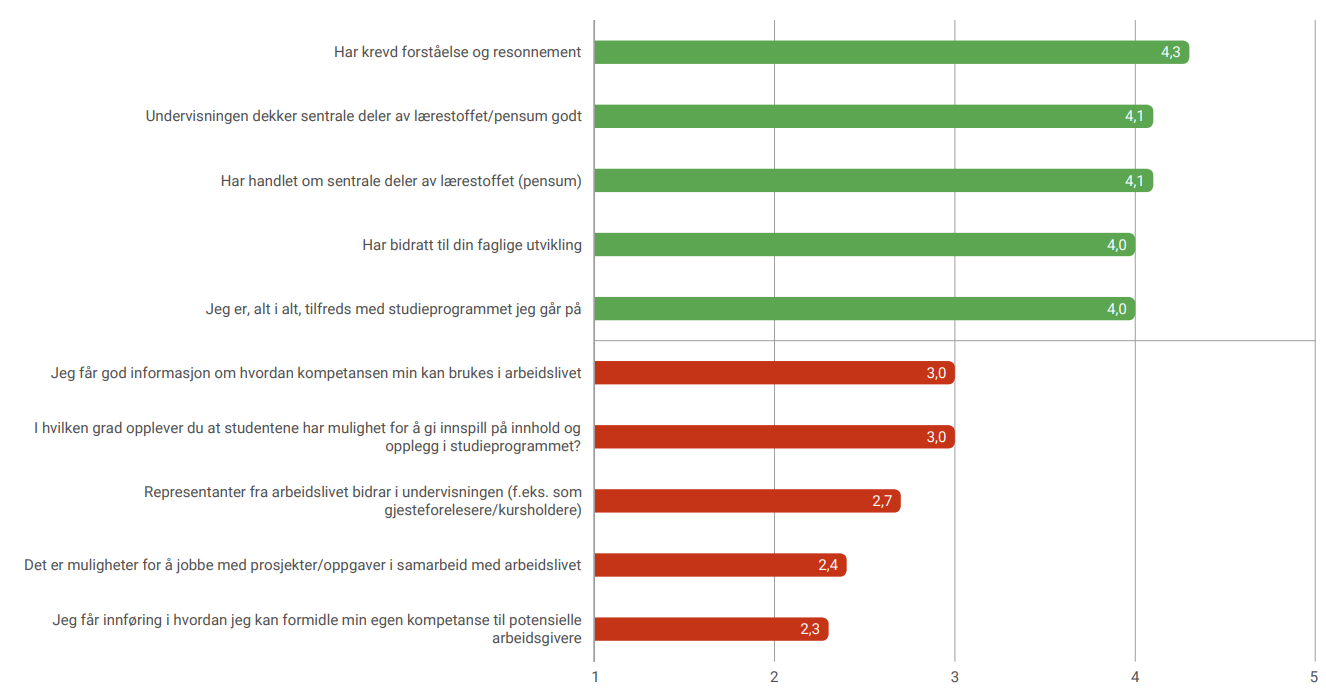 Har krevd forståelse og resonnement
4,3
Undervisningen dekker sentrale deler av lærestoffet/pensum godt
4,1
Har handlet om sentrale deler av lærestoffet (pensum)
4,1
Har bidratt til din faglige utvikling
4,0
Jeg er, alt i alt, tilfreds med studieprogrammet jeg går på
4,0
Jeg får god informasjon om hvordan kompetansen min kan brukes i arbeidslivet
3,0
I hvilken grad opplever du at studentene har mulighet for å gi innspill på innhold og
opplegg i studieprogrammet?
3,0
Representanter fra arbeidslivet bidrar i undervisningen (f.eks. som
gjesteforelesere/kursholdere)
2,7
Det er muligheter for å jobbe med prosjekter/oppgaver i samarbeid med arbeidslivet
2,4
Jeg får innføring i hvordan jeg kan formidle min egen kompetanse til potensielle
arbeidsgivere
2,3
1 2 3 4 5